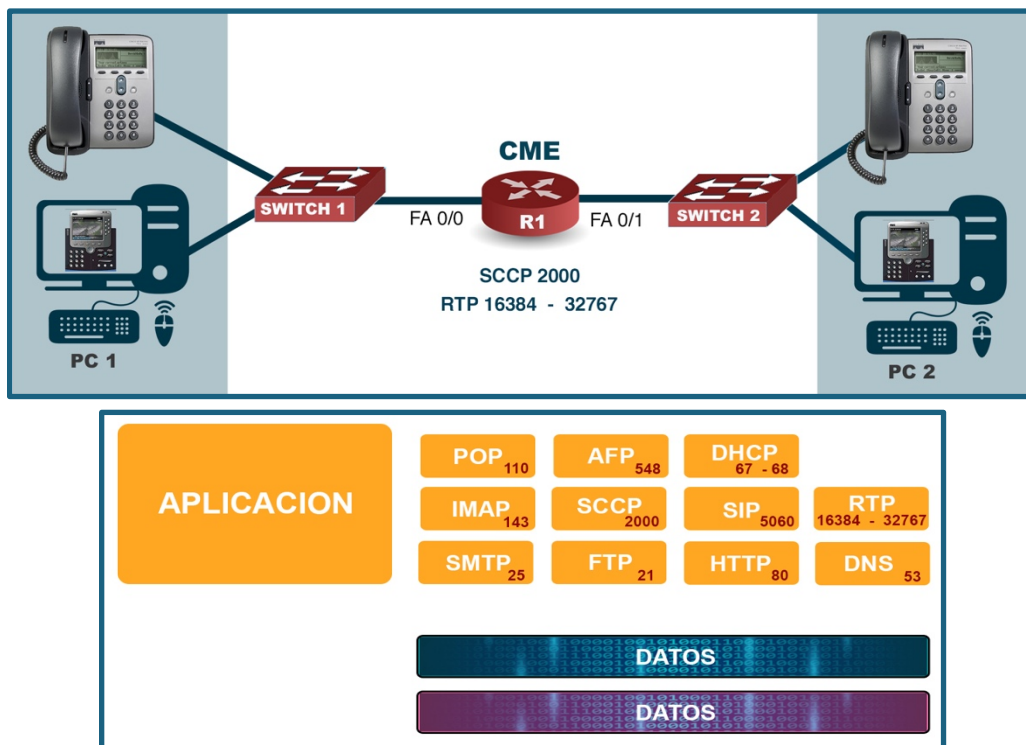 CME
SWITCH 1
FA 0/0
R1
FA 0/1
SWITCH 2
SCCP 2000
RTP 16384 - 32767
PC 1
PC 2
APLICACION
POP 110
AFP 548
DHCP 67 - 68
IMAP 143
SCCP 2000
SIP 5060
RTP 16384 - 32767
SMTP 25
FTP 21
HTTP 80
DNS 53
DATOS
DATOS